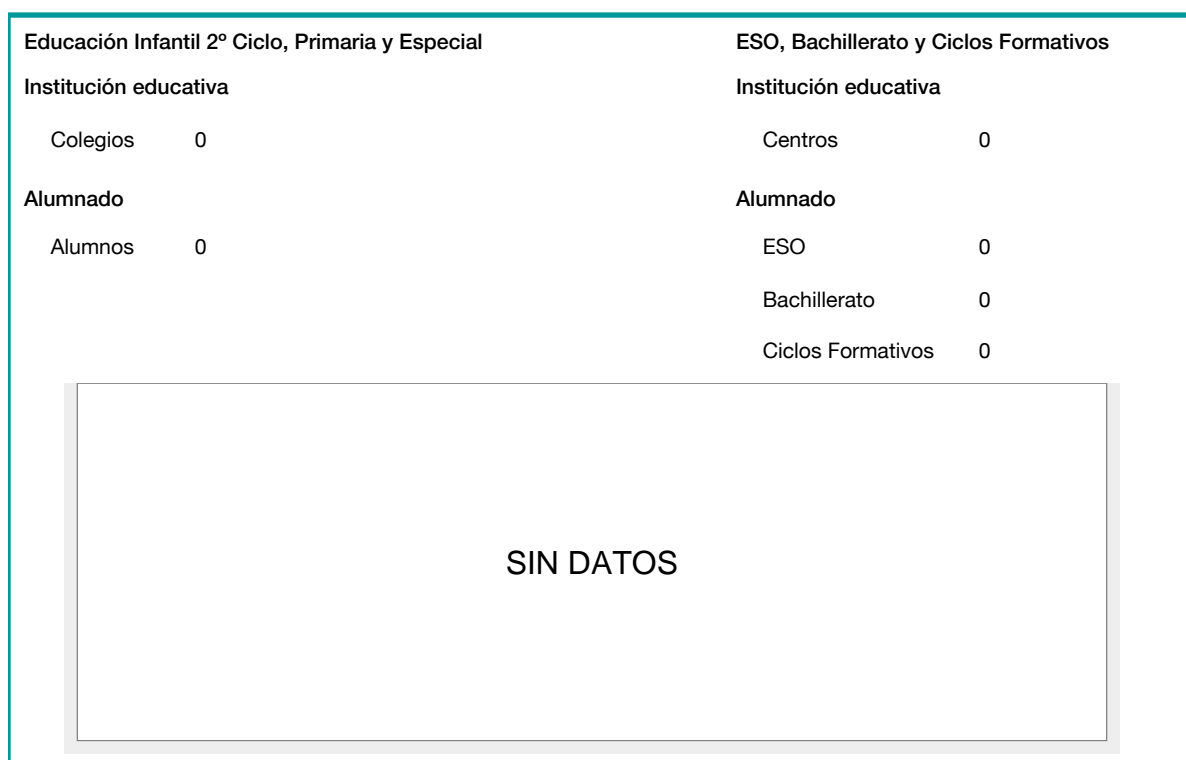 Educación Infantil 2º Ciclo, Primaria y Especial
Institución educativa
Colegios 0
Alumnado
Alumnos 0
ESO, Bachillerato y Ciclos Formativos
Institución educativa
Centros 0
Alumnado
ESO 0
Bachillerato 0
Ciclos Formativos 0
SIN DATOS